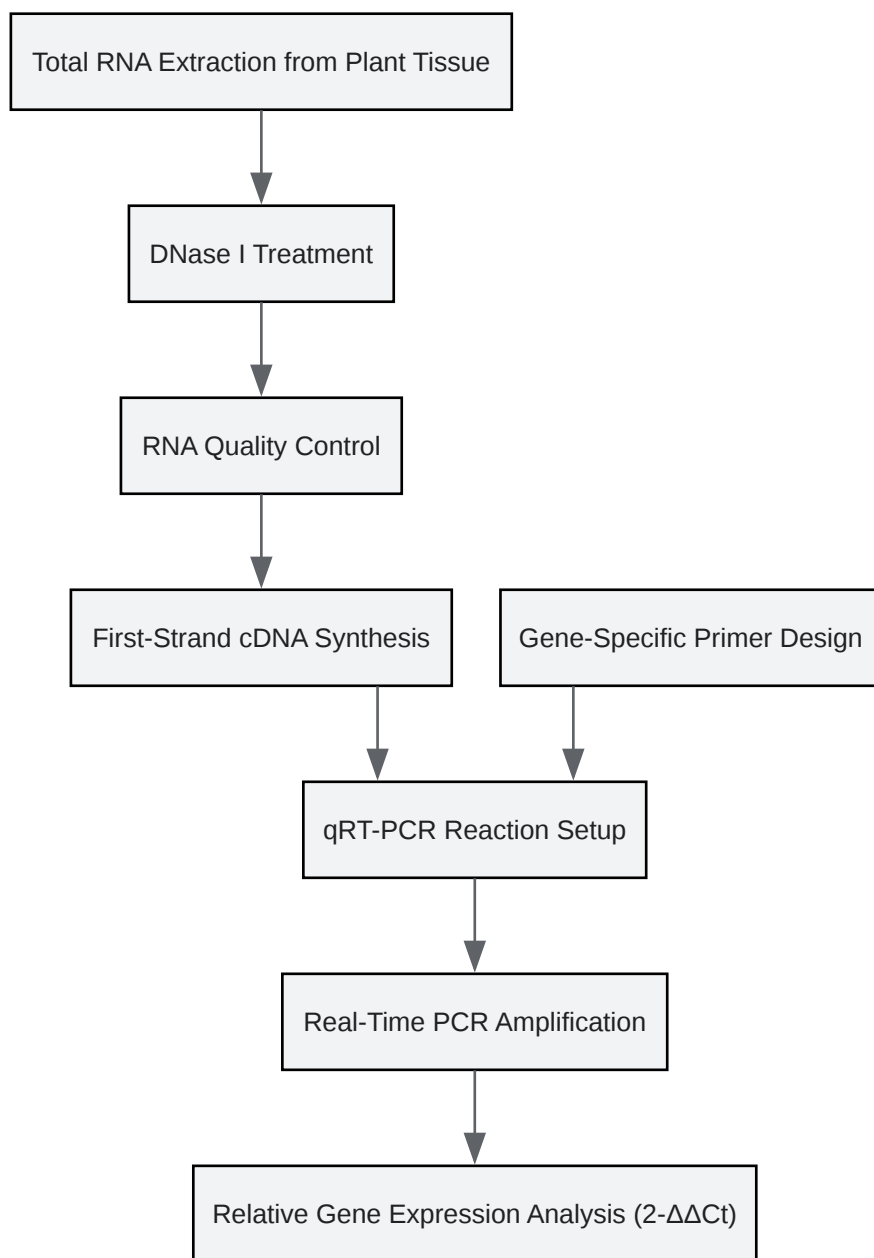 Total RNA Extraction from Plant Tissue
DNase I Treatment
RNA Quality Control
First-Strand cDNA Synthesis
Gene-Specific Primer Design
qRT-PCR Reaction Setup
Real-Time PCR Amplification
Relative Gene Expression Analysis (2-ΔΔCt)